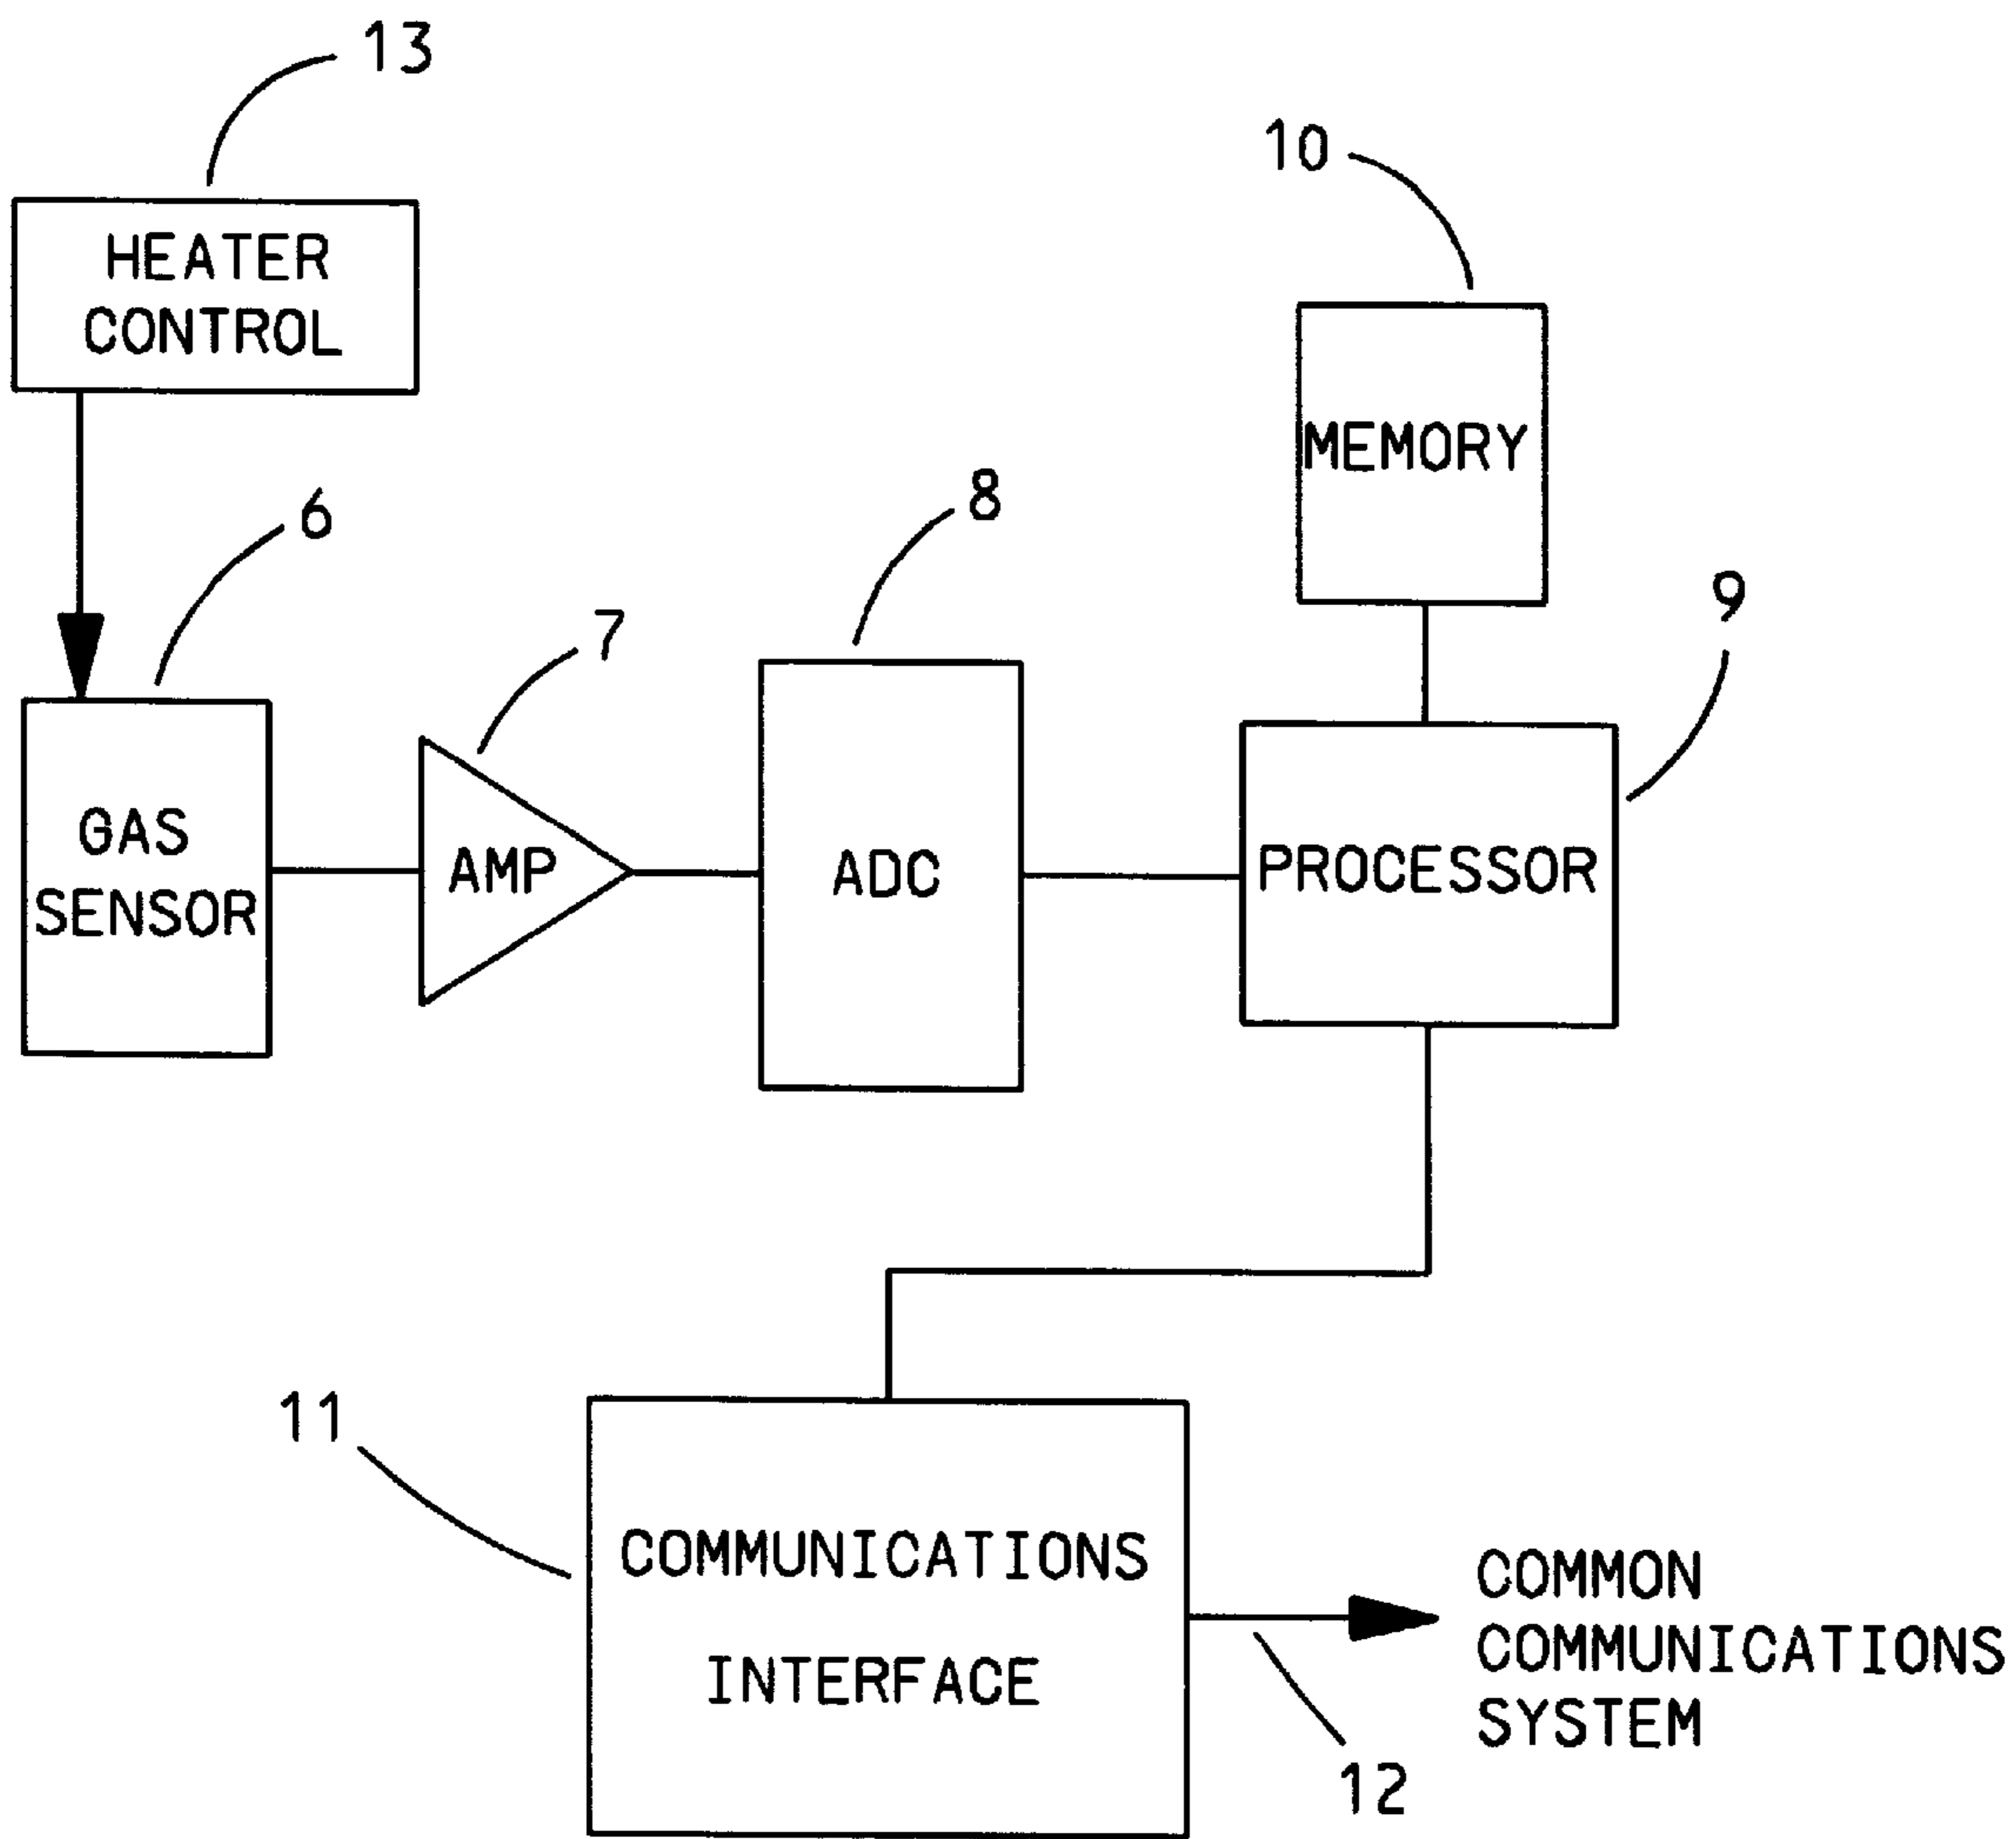 13
HEATER
CONTROL
10
MEMORY
6
8
7
9
GAS
SENSOR
AMP
ADC
PROCESSOR
11
COMMUNICATIONS
INTERFACE
COMMON
COMMUNICATIONS
SYSTEM
12